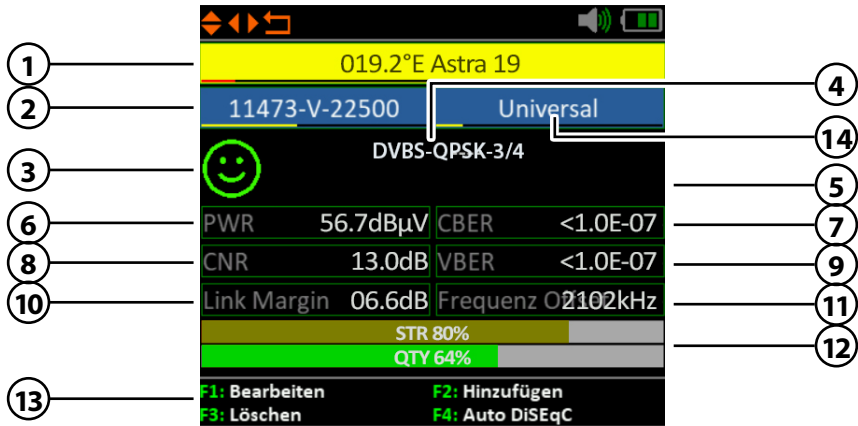 019.2°E Astra 19
1
4
11473-V-22500 Universal
2
14
DVBS-QPSK-3/4
3
5
PWR 56.7dBµV CBER <1.0E-07
6
7
CNR 13.0dB VBER <1.0E-07
8
9
Link Margin 06.6dB Frequenz Offset 2102kHz
10
11
STR 80%
12
QTY 64%
F1: Bearbeiten F2: Hinzufügen
13
F3: Löschen F4: Auto DiSEqC